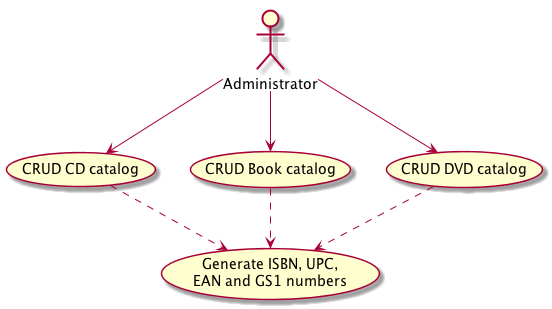 Administrator
CRUD CD catalog
CRUD Book catalog
CRUD DVD catalog
Generate ISBN, UPC,
EAN and GS1 numbers